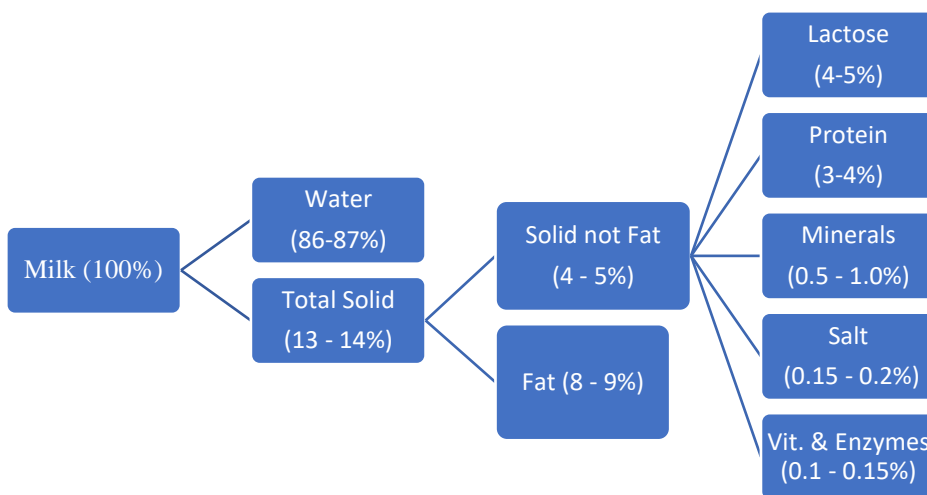 Milk (100%)
Water
(86-87%)
Total Solid
(13 - 14%)
Solid not Fat
(4 - 5%)
Fat (8 - 9%)
Lactose
(4-5%)
Protein
(3-4%)
Minerals
(0.5 - 1.0%)
Salt
(0.15 - 0.2%)
Vit. & Enzymes
(0.1 - 0.15%)